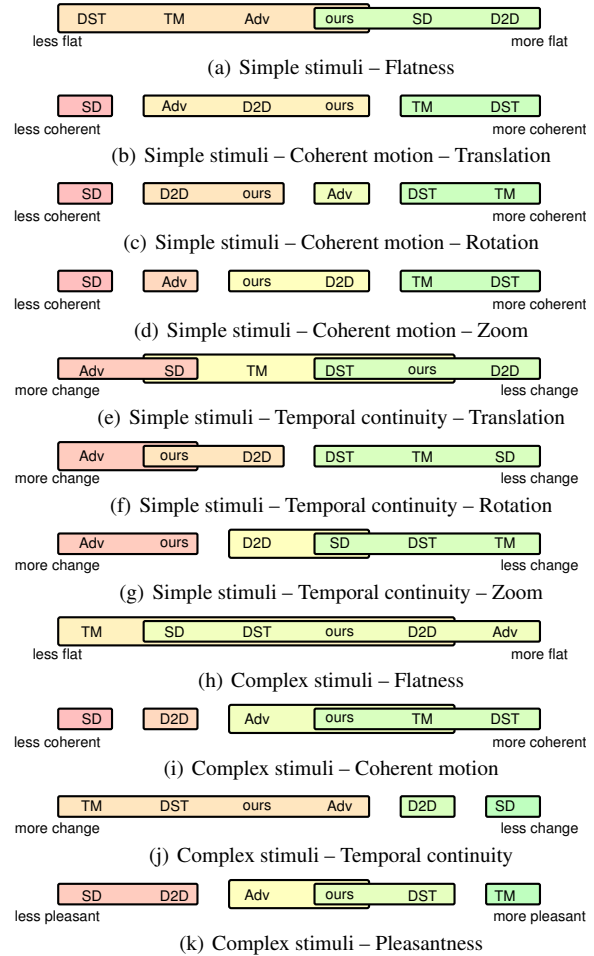 DST TM Adv ours SD D2D
less flat more flat
(a) Simple stimuli – Flatness
SD Adv D2D ours TM DST
less coherent more coherent
(b) Simple stimuli – Coherent motion – Translation
SD D2D ours Adv DST TM
less coherent more coherent
(c) Simple stimuli – Coherent motion – Rotation
SD Adv ours D2D TM DST
less coherent more coherent
(d) Simple stimuli – Coherent motion – Zoom
Adv SD TM DST ours D2D
more change less change
(e) Simple stimuli – Temporal continuity – Translation
Adv ours D2D DST TM SD
more change less change
(f) Simple stimuli – Temporal continuity – Rotation
Adv ours D2D SD DST TM
more change less change
(g) Simple stimuli – Temporal continuity – Zoom
TM SD DST ours D2D Adv
less flat more flat
(h) Complex stimuli – Flatness
SD D2D Adv ours TM DST
less coherent more coherent
(i) Complex stimuli – Coherent motion
TM DST ours Adv D2D SD
more change less change
(j) Complex stimuli – Temporal continuity
SD D2D Adv ours DST TM
less pleasant more pleasant
(k) Complex stimuli – Pleasantness